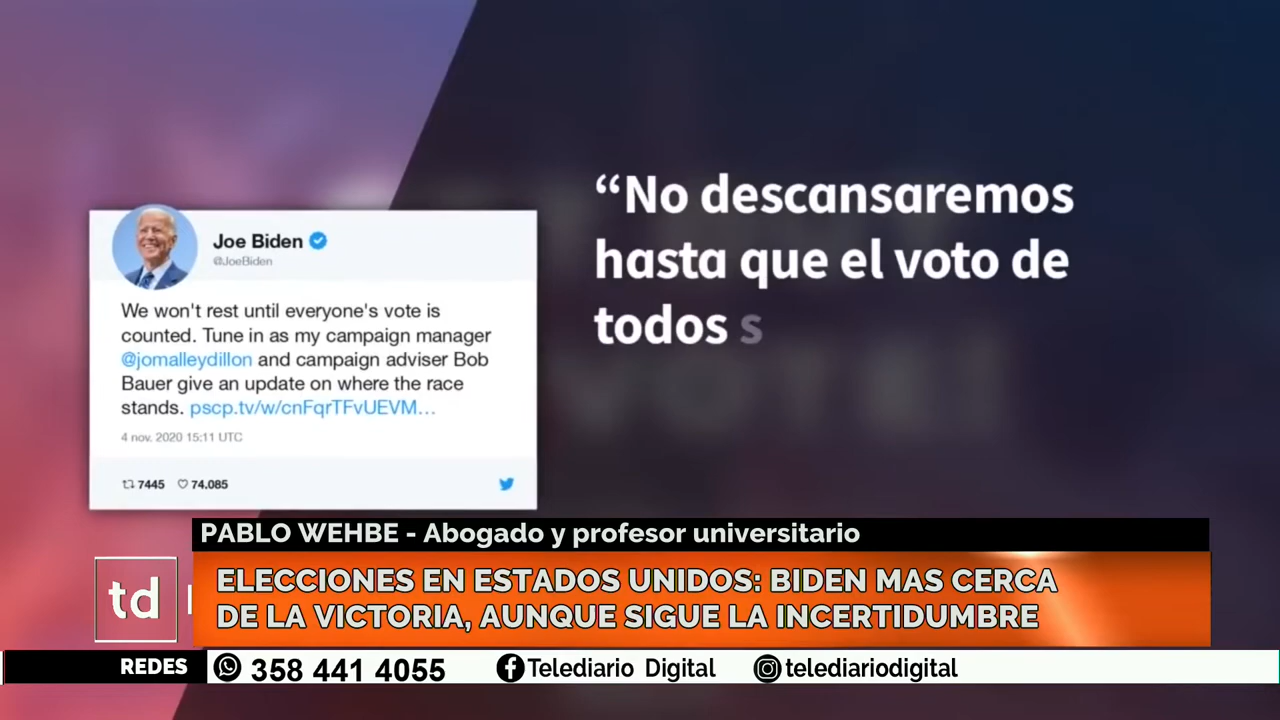 Joe Biden
@JoeBiden
We won't rest until everyone's vote is
counted. Tune in as my campaign manager
@jomalleydillon and campaign adviser Bob
Bauer give an update on where the race
stands. pscp.tv/w/cnFqrTFvUEVM...
4 nov. 2020 15:11 UTC
7445 74.085
“No descansaremos
hasta que el voto de
todos s
PABLO WEHBE - Abogado y profesor universitario
td
ELECCIONES EN ESTADOS UNIDOS: BIDEN MAS CERCA
DE LA VICTORIA, AUNQUE SIGUE LA INCERTIDUMBRE
REDES 358 441 4055 Telediario Digital telediariodigital